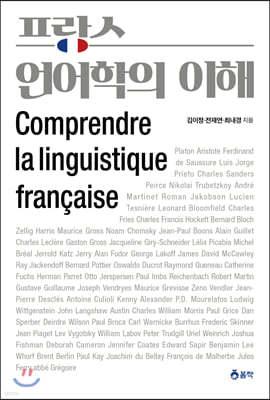 프랑스
언어학의 이해
김이정·전재연·최내경 지음
Comprendre
la linguistique
française
Platon Aristote Ferdinand
de Saussure Luis Jorge
Prieto Charles Sanders
Peirce Nikolai Trubetzkoy André
Martinet Roman Jakobson Lucien
Tesnière Leonard Bloomfield Charles
Fries Charles Francis Hockett Bernard Bloch
Zellig Harris Maurice Gross Noam Chomsky Jean-Paul Boons Alain Guillet
Charles Leclère Gaston Gross Jacqueline Giry-Schneider Lélia Picabia Michel
Bréal Jerrold Katz Jerry Alan Fodor George Lakoff James David McCawley
Ray Jackendoff Bernard Pottier Oswald Ducrot Raymond Queneau Catherine
Fuchs Herman Parret Otto Jespersen Paul Imbs Reichenbach Robert Martin
Gustave Guillaume Joseph Vendryes Maurice Grevisse Zeno Vendler Jean-
Pierre Desclés Antoine Culioli Kenny Alexander P.D. Mourelatos Ludwig
Wittgenstein John Langshaw Austin Charles William Morris Paul Grice Dan
Sperber Deirdre Wilson Paul Broca Carl Wernicke Burrhus Frederic Skinner
Jean Piaget Lev Vygotsky William Labov Peter Trudgill Uriel Weinrich Joshua
Fishman Deborah Cameron Jennifer Coates Edward Sapir Benjamin Lee
Whorf Brent Berlin Paul Kay Joachim du Bellay François de Malherbe Jules
Ferry abbé Grégoire
봄학
yes24